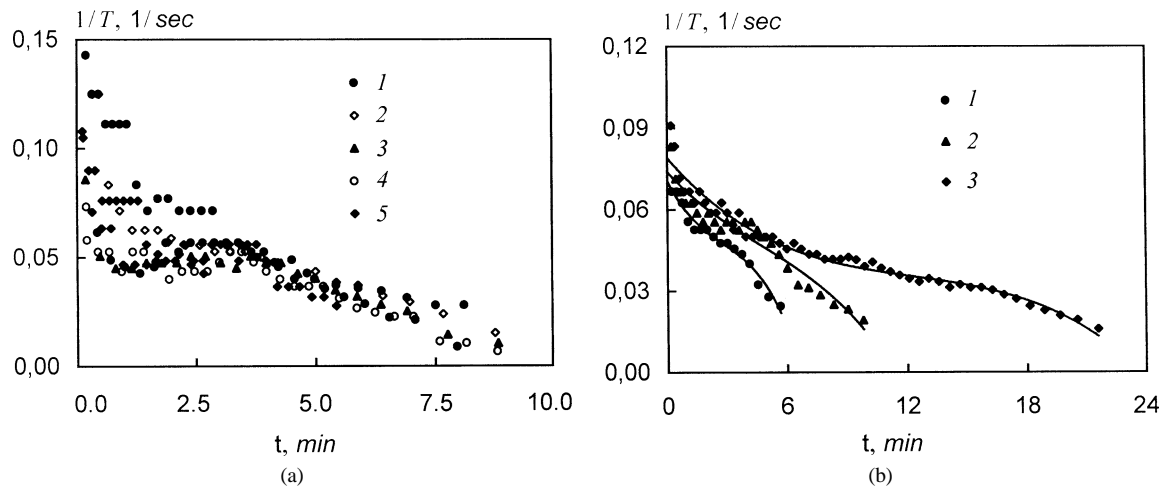 1/T, 1/sec
0,15
0,10
0,05
0,00
0.0 2.5 5.0 7.5 10.0
t, min
1
2
3
4
5
(a)
1/T, 1/sec
0,12
0,09
0,06
0,03
0,00
0 6 12 18 24
t, min
1
2
3
(b)